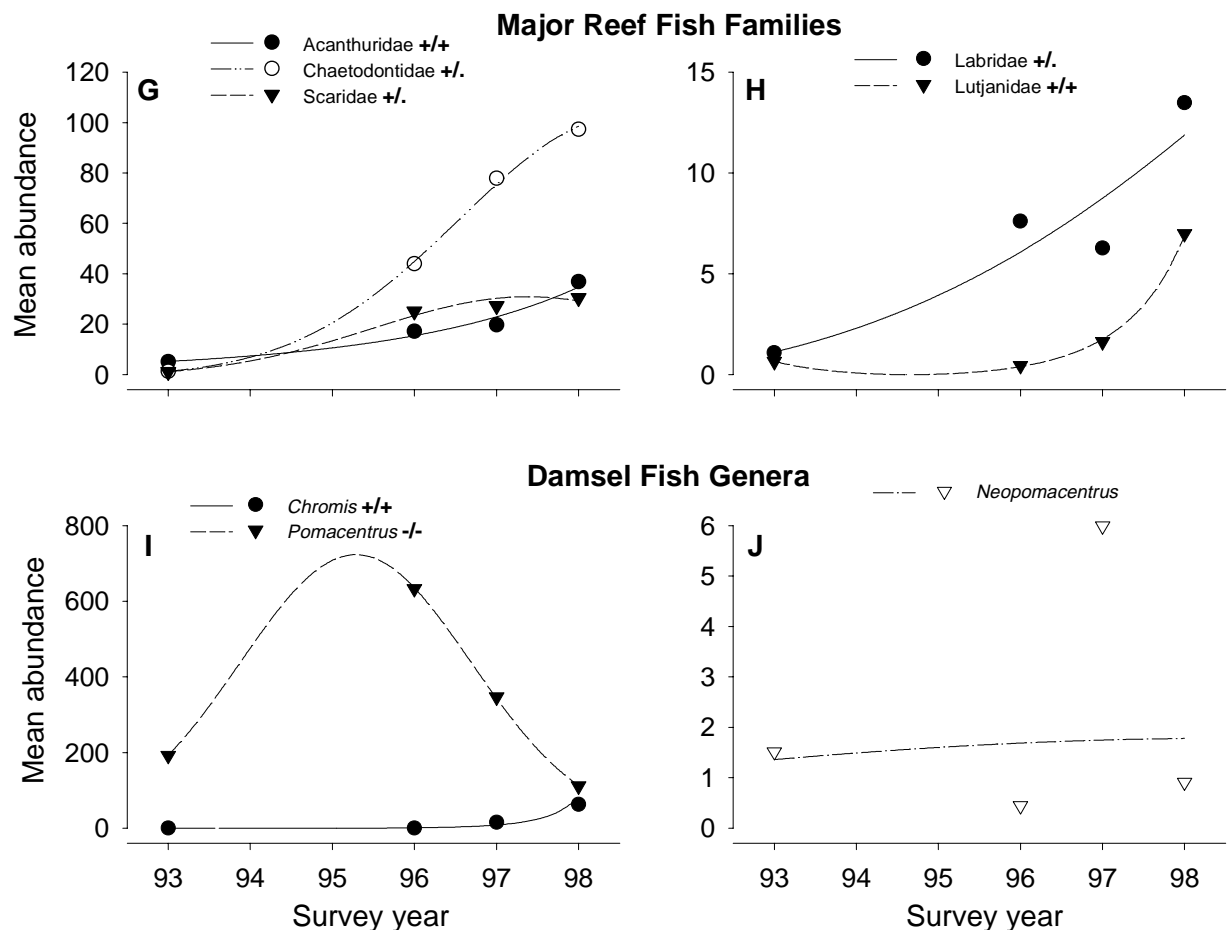 Major Reef Fish Families
Acanthuridae +/+
Chaetodontidae +/.
Scaridae +/.
Labridae +/.
Lutjanidae +/+
G
H
120
100
80
60
40
20
0
15
10
5
0
Mean abundance
Damsel Fish Genera
Chromis +/+
Pomacentrus -/-
Neopomacentrus
I
J
800
600
400
200
0
6
5
4
3
2
1
0
Mean abundance
93 94 95 96 97 98
93 94 95 96 97 98
Survey year
Survey year